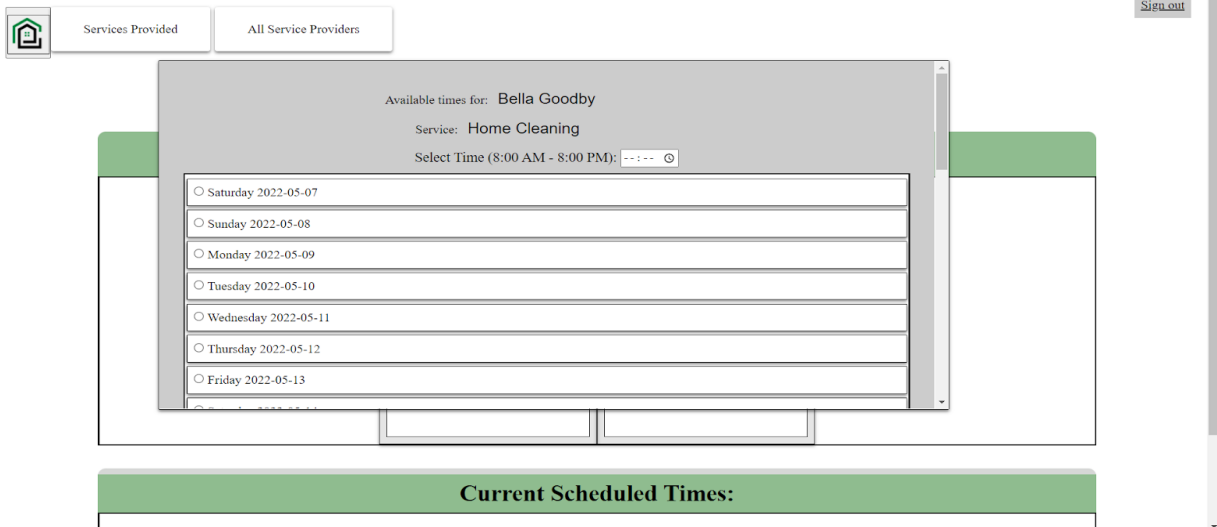 Sign out
Services Provided
All Service Providers
Available times for: Bella Goodby
Service: Home Cleaning
Select Time (8:00 AM - 8:00 PM): --:--
Saturday 2022-05-07
Sunday 2022-05-08
Monday 2022-05-09
Tuesday 2022-05-10
Wednesday 2022-05-11
Thursday 2022-05-12
Friday 2022-05-13
Current Scheduled Times: